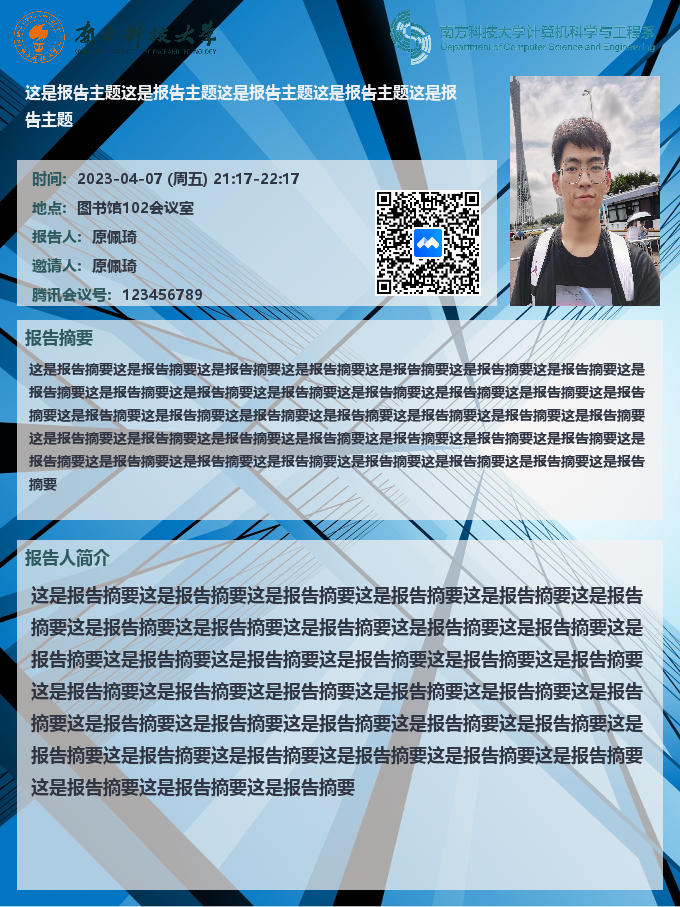 南方科技大学
AND TECHNOLOGY
南方科技大学计算机科学与工程系
Department of Computer Science and Engineering
这是报告主题这是报告主题这是报告主题这是报告主题这是报
告主题
时间：2023-04-07 (周五) 21:17-22:17
地点：图书馆102会议室
报告人：原佩琦
邀请人：原佩琦
腾讯会议号：123456789
报告摘要
这是报告摘要这是报告摘要这是报告摘要这是报告摘要这是报告摘要这是报告摘要这是报告摘要这是
报告摘要这是报告摘要这是报告摘要这是报告摘要这是报告摘要这是报告摘要这是报告摘要这是报告
摘要这是报告摘要这是报告摘要这是报告摘要这是报告摘要这是报告摘要这是报告摘要这是报告摘要
这是报告摘要这是报告摘要这是报告摘要这是报告摘要这是报告摘要这是报告摘要这是报告摘要这是
报告摘要这是报告摘要这是报告摘要这是报告摘要这是报告摘要这是报告摘要这是报告摘要这是报告
摘要
报告人简介
这是报告摘要这是报告摘要这是报告摘要这是报告摘要这是报告摘要这是报告
摘要这是报告摘要这是报告摘要这是报告摘要这是报告摘要这是报告摘要这是
报告摘要这是报告摘要这是报告摘要这是报告摘要这是报告摘要这是报告摘要
这是报告摘要这是报告摘要这是报告摘要这是报告摘要这是报告摘要这是报告
摘要这是报告摘要这是报告摘要这是报告摘要这是报告摘要这是报告摘要这是
报告摘要这是报告摘要这是报告摘要这是报告摘要这是报告摘要这是报告摘要
这是报告摘要这是报告摘要这是报告摘要